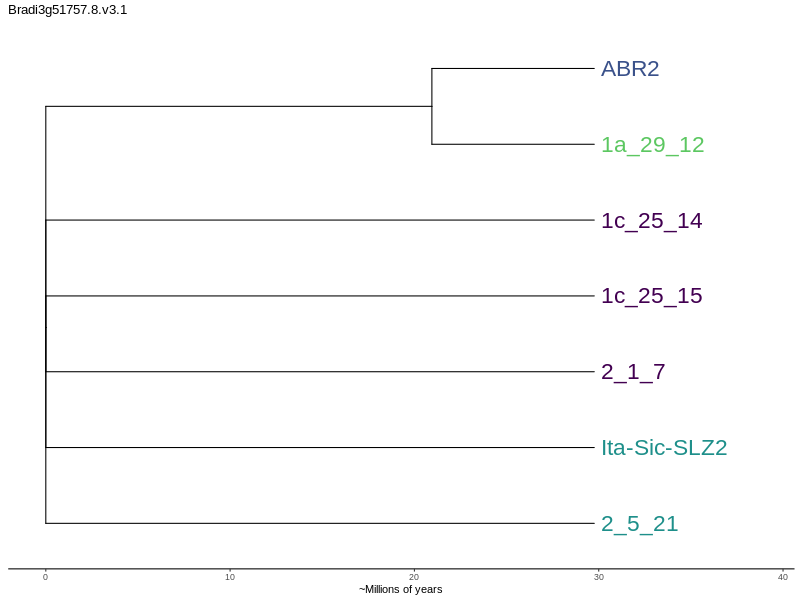 Bradi3g51757.8.v3.1
ABR2
1a_29_12
1c_25_14
1c_25_15
2_1_7
Ita-Sic-SLZ2
2_5_21
0 10 20 30 40
~Millions of years